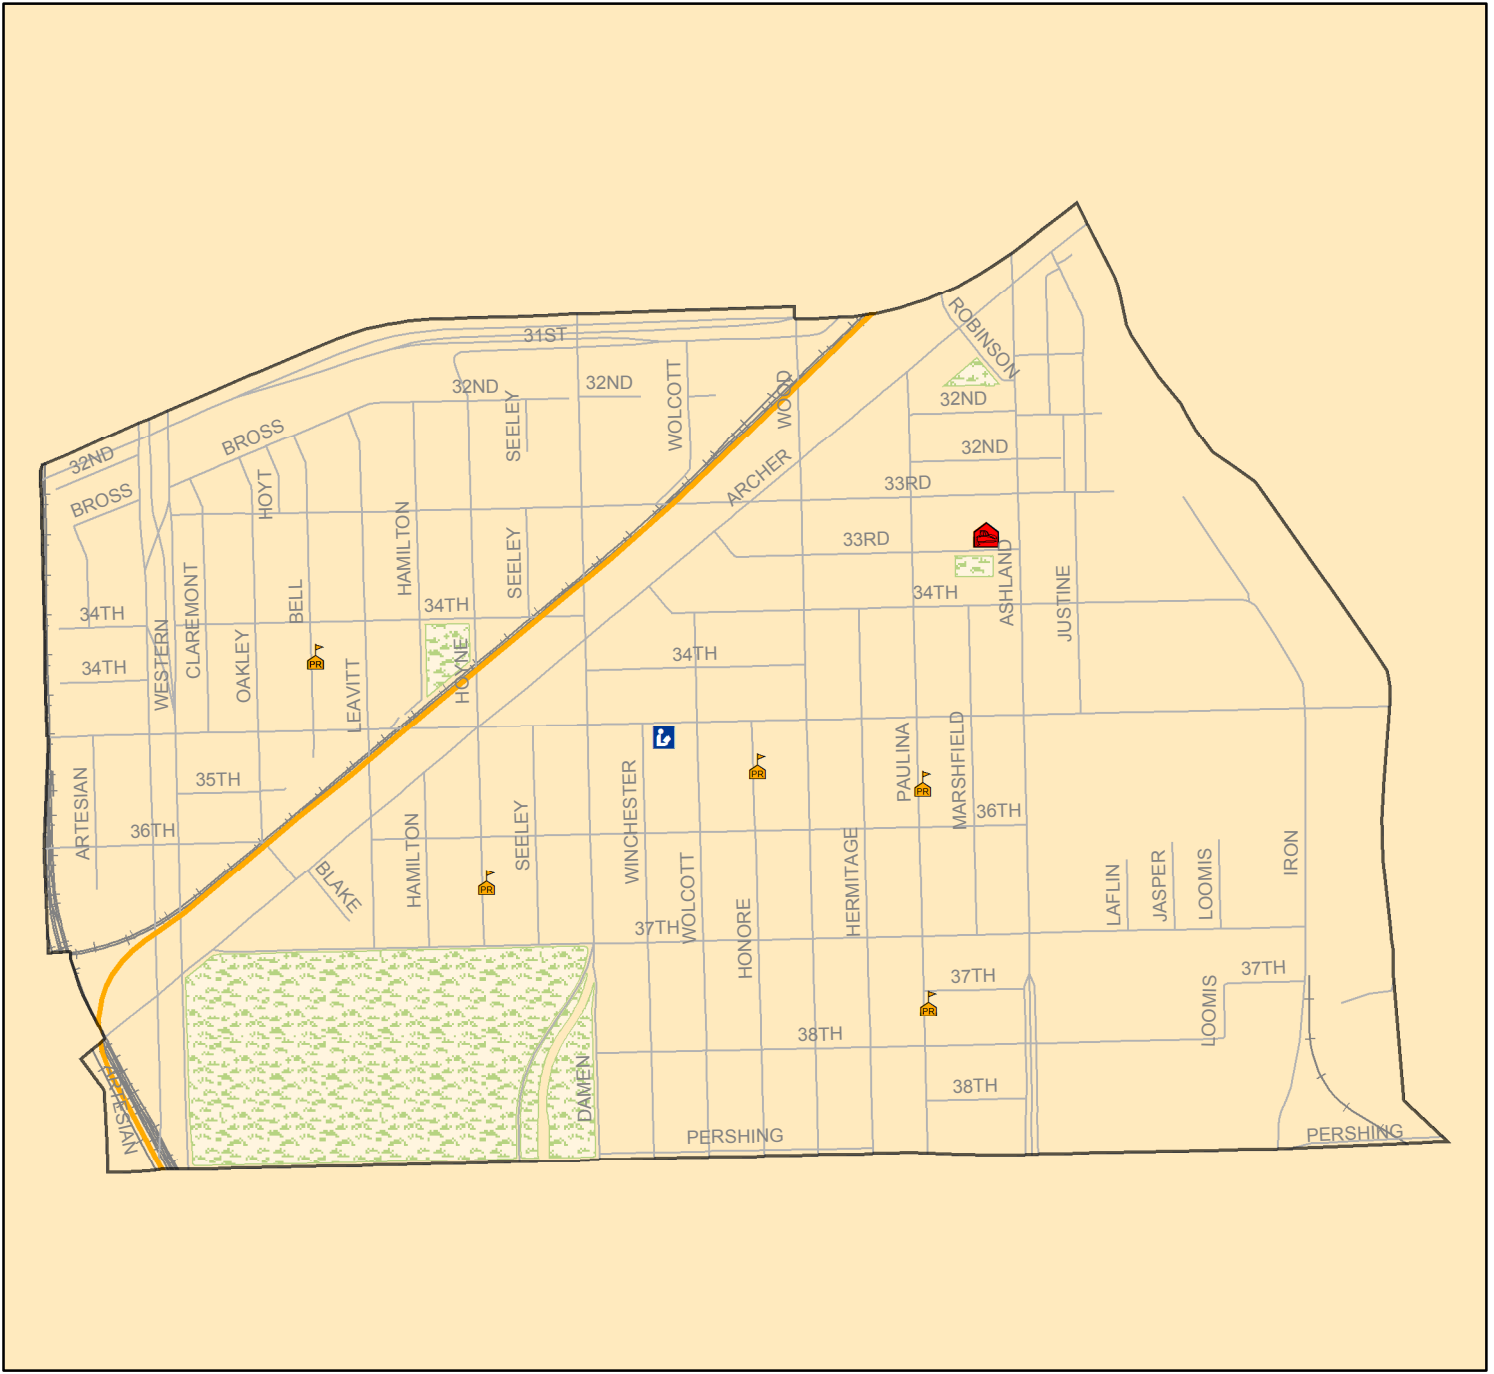 ROBINSON
31ST
32ND
SEELEY
32ND
WOLCOTT
WOOD
32ND
BROSS
32ND
32ND
BROSS
HOYT
ARCHER
33RD
HAMILTON
SEELEY
33RD
ASHLAND
34TH
CLAREMONT
BELL
34TH
34TH
JUSTINE
WESTERN
OAKLEY
LEAVITT
HOYNE
34TH
34TH
ARTESIAN
35TH
36TH
PR
PR
PR
PAULINA
MARSHFIELD
36TH
BLAKE
HAMILTON
SEELEY
PR
WINCHESTER
WOLCOTT
HERMITAGE
LAFLIN
JASPER
LOOMIS
IRON
37TH
HONORE
37TH
37TH
PR
LOOMIS
38TH
ARTESIAN
DAMEN
38TH
PERSHING
PERSHING